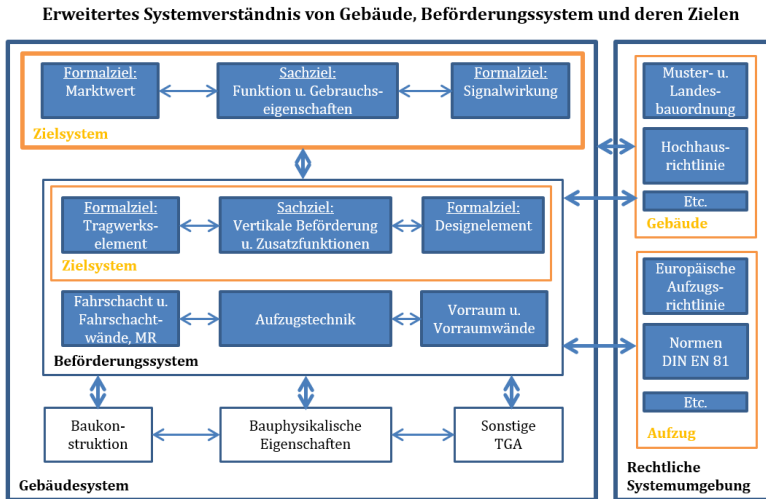 Erweitertes Systemverständnis von Gebäude, Beförderungssystem und deren Zielen
Formalziel:
Marktwert
Sachziel:
Funktion u. Gebrauchs-
eigenschaften
Formalziel:
Signalwirkung
Zielsystem
Formalziel:
Tragwerks-
element
Sachziel:
Vertikale Beförderung
u. Zusatzfunktionen
Formalziel:
Designelement
Zielsystem
Fahrschacht u.
Fahrschacht-
wände, MR
Aufzugstechnik
Vorraum u.
Vorraumwände
Beförderungssystem
Baukon-
struktion
Bauphysikalische
Eigenschaften
Sonstige
TGA
Gebäudesystem
Muster- u.
Landes-
bauordnung
Hochhaus-
richtlinie
Etc.
Gebäude
Europäische
Aufzugs-
richtlinie
Normen
DIN EN 81
Etc.
Aufzug
Rechtliche
Systemumgebung